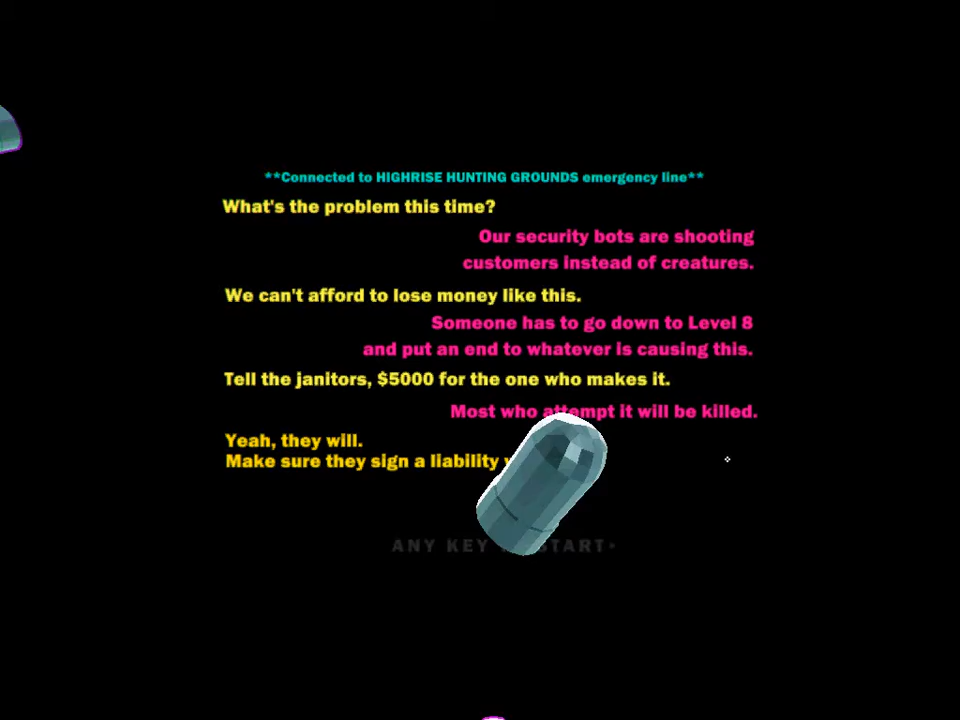 **Connected to HIGHRISE HUNTING GROUNDS emergency line**
What's the problem this time?
Our security bots are shooting
customers instead of creatures.
We can't afford to lose money like this.
Someone has to go down to Level 8
and put an end to whatever is causing this.
Tell the janitors, $5000 for the one who makes it.
Most who attempt it will be killed.
Yeah, they will.
Make sure they sign a liability
ANY KEY START